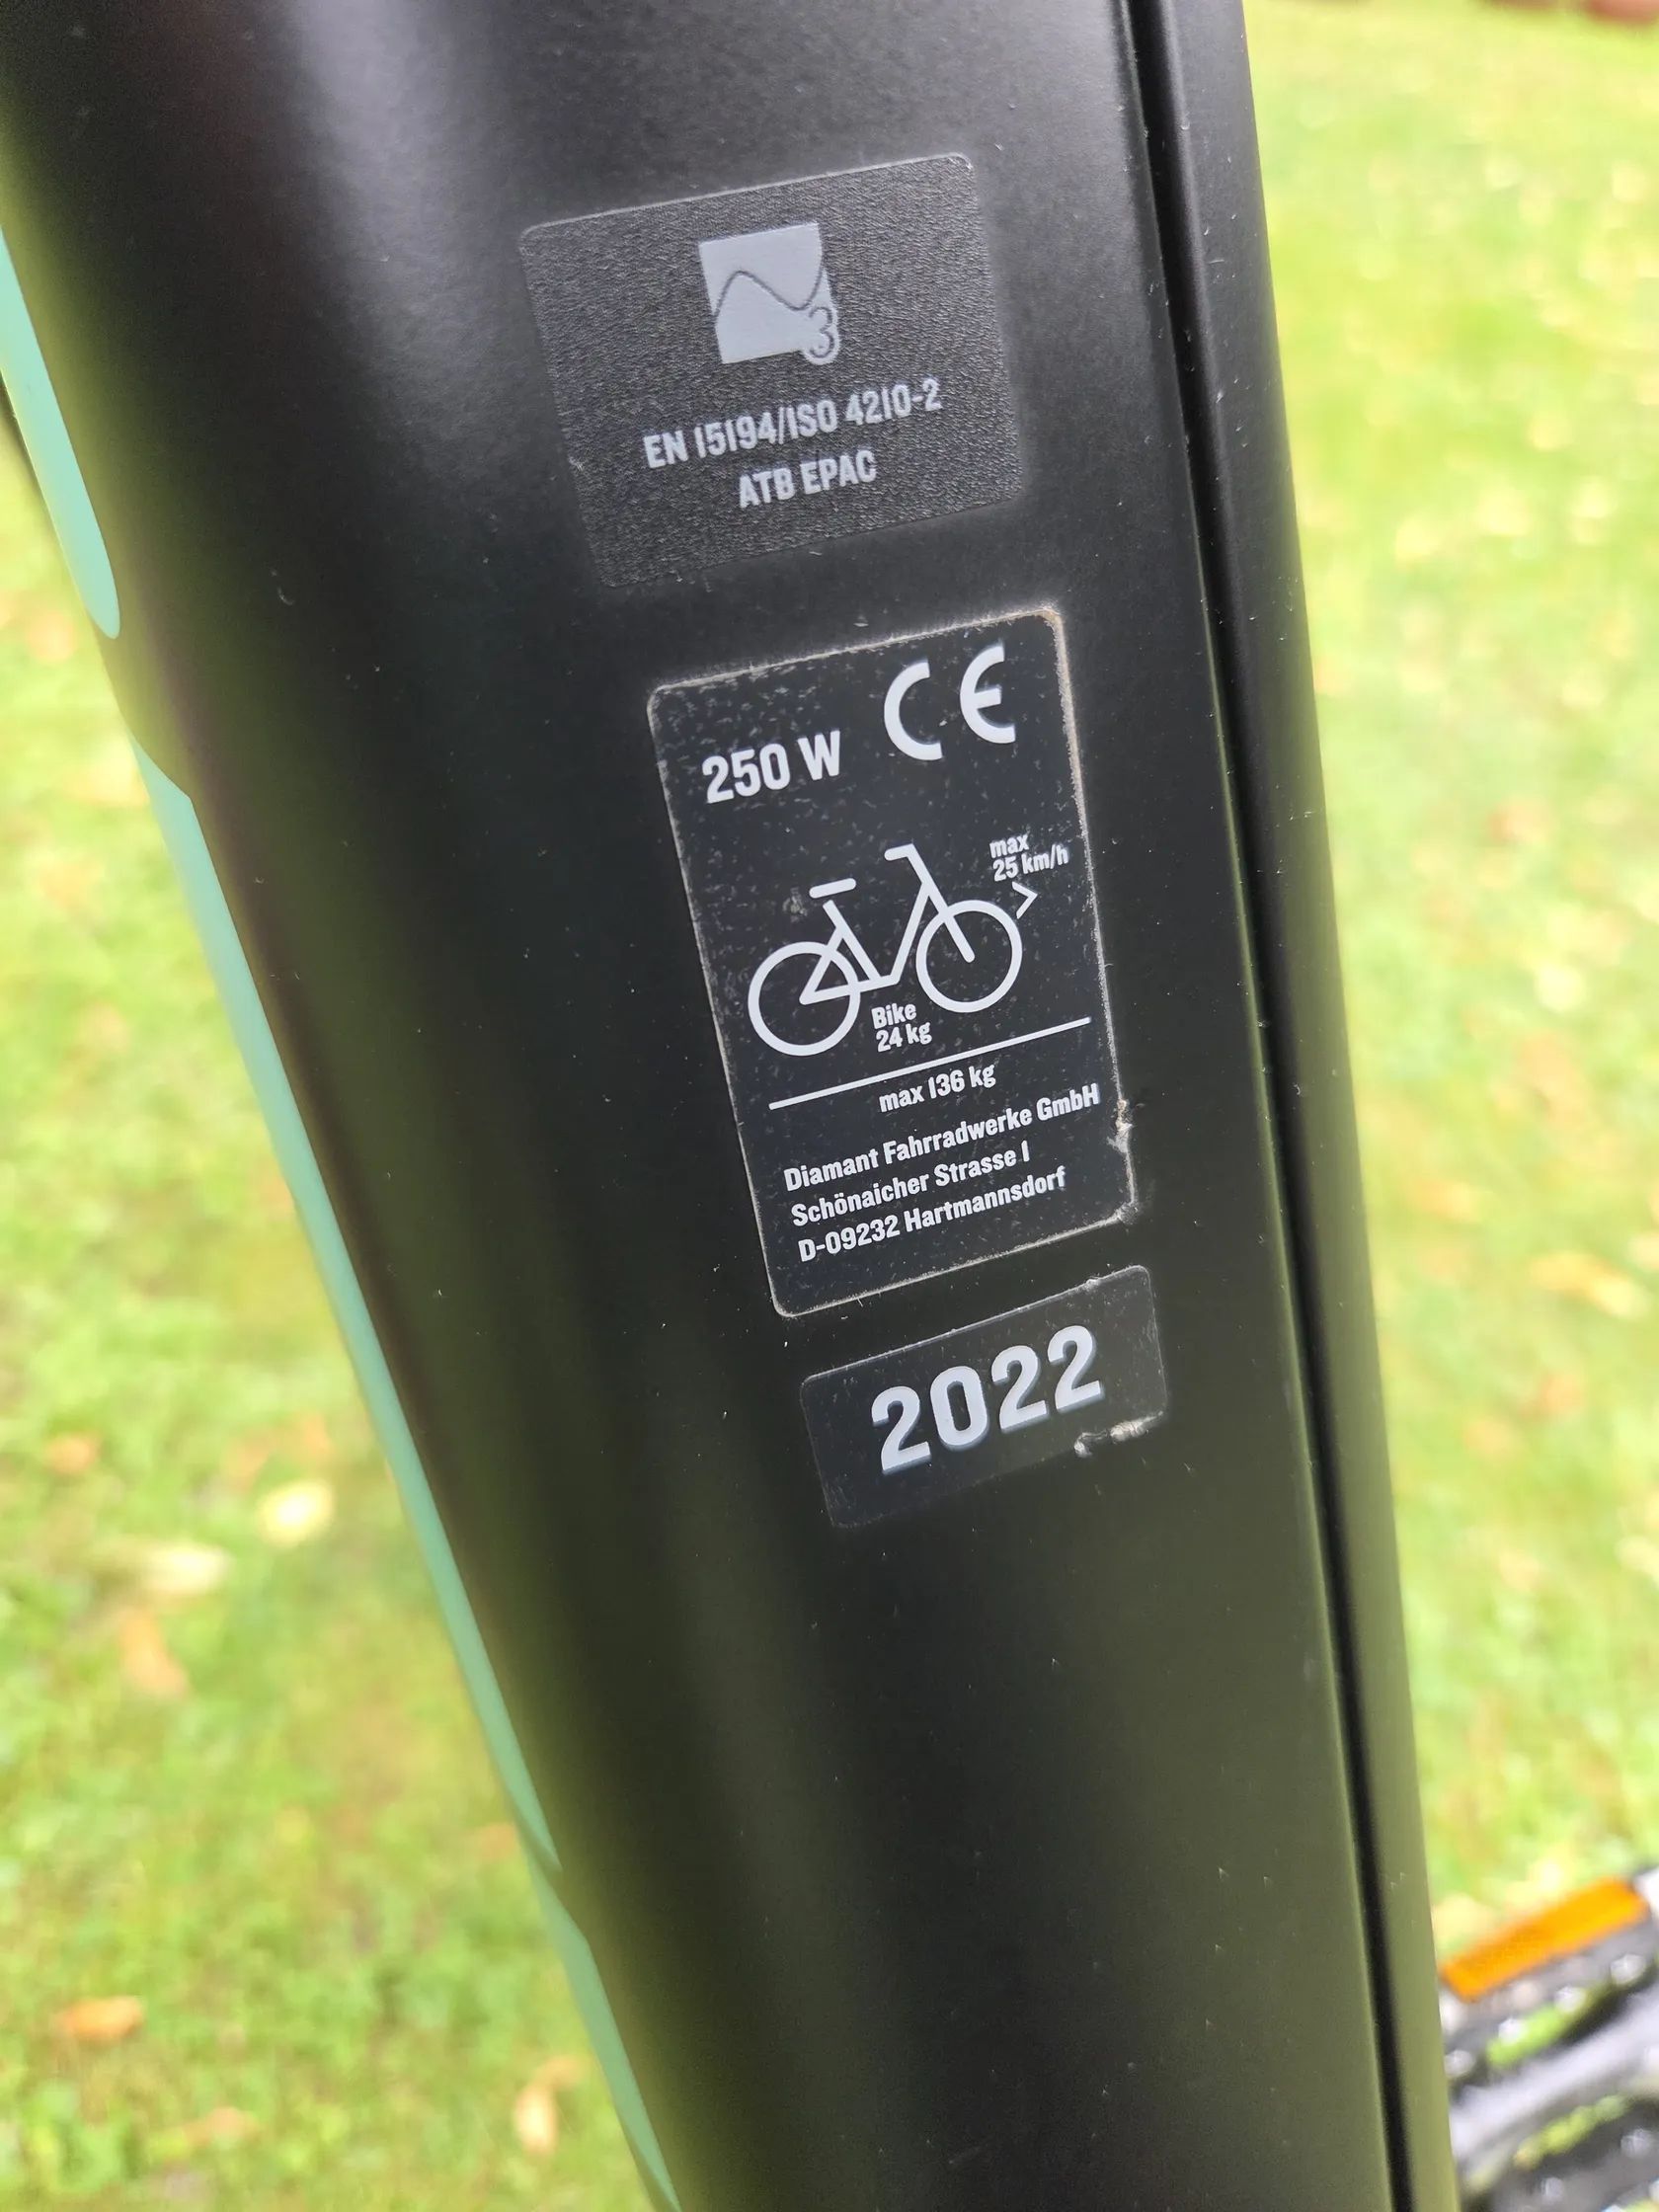 3
EN 15194/ISO 4210-2
ATB EPAC
250 W CE
max
25 km/h
Bike
24 kg
max 136 kg
Diamant Fahrradwerke GmbH
Schönaicher Strasse 1
D-09232 Hartmannsdorf
2022